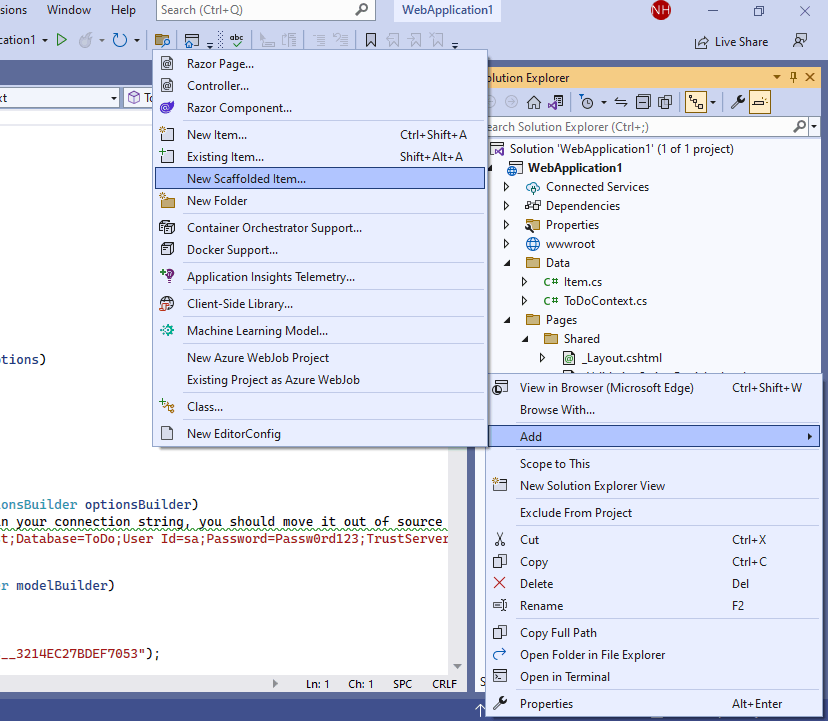 sions Window Help Search (Ctrl+Q) WebApplication1 NH
cation1 abc Live Share
xt
Razor Page...
Controller...
Razor Component...
New Item... Ctrl+Shift+A
Existing Item... Shift+Alt+A
New Scaffolded Item...
New Folder
Container Orchestrator Support...
Docker Support...
Application Insights Telemetry...
Client-Side Library...
Machine Learning Model...
New Azure WebJob Project
Existing Project as Azure WebJob
Class...
New EditorConfig
olution Explorer
earch Solution Explorer (Ctrl+;)
Solution 'WebApplication1' (1 of 1 project)
WebApplication1
Connected Services
Dependencies
Properties
wwwroot
Data
C# Item.cs
C# ToDoContext.cs
Pages
Shared
_Layout.cshtml
View in Browser (Microsoft Edge) Ctrl+Shift+W
Browse With...
Add
Scope to This
New Solution Explorer View
Exclude From Project
Cut Ctrl+X
Copy Ctrl+C
Delete Del
Rename F2
Copy Full Path
Open Folder in File Explorer
Open in Terminal
Properties Alt+Enter
tions)
onsBuilder optionsBuilder)
n your connection string, you should move it out of source
t;Database=ToDo;User Id=sa;Password=Passw0rd123;TrustServer
r modelBuilder)
__3214EC27BDEF7053");
Ln: 1 Ch: 1 SPC CRLF